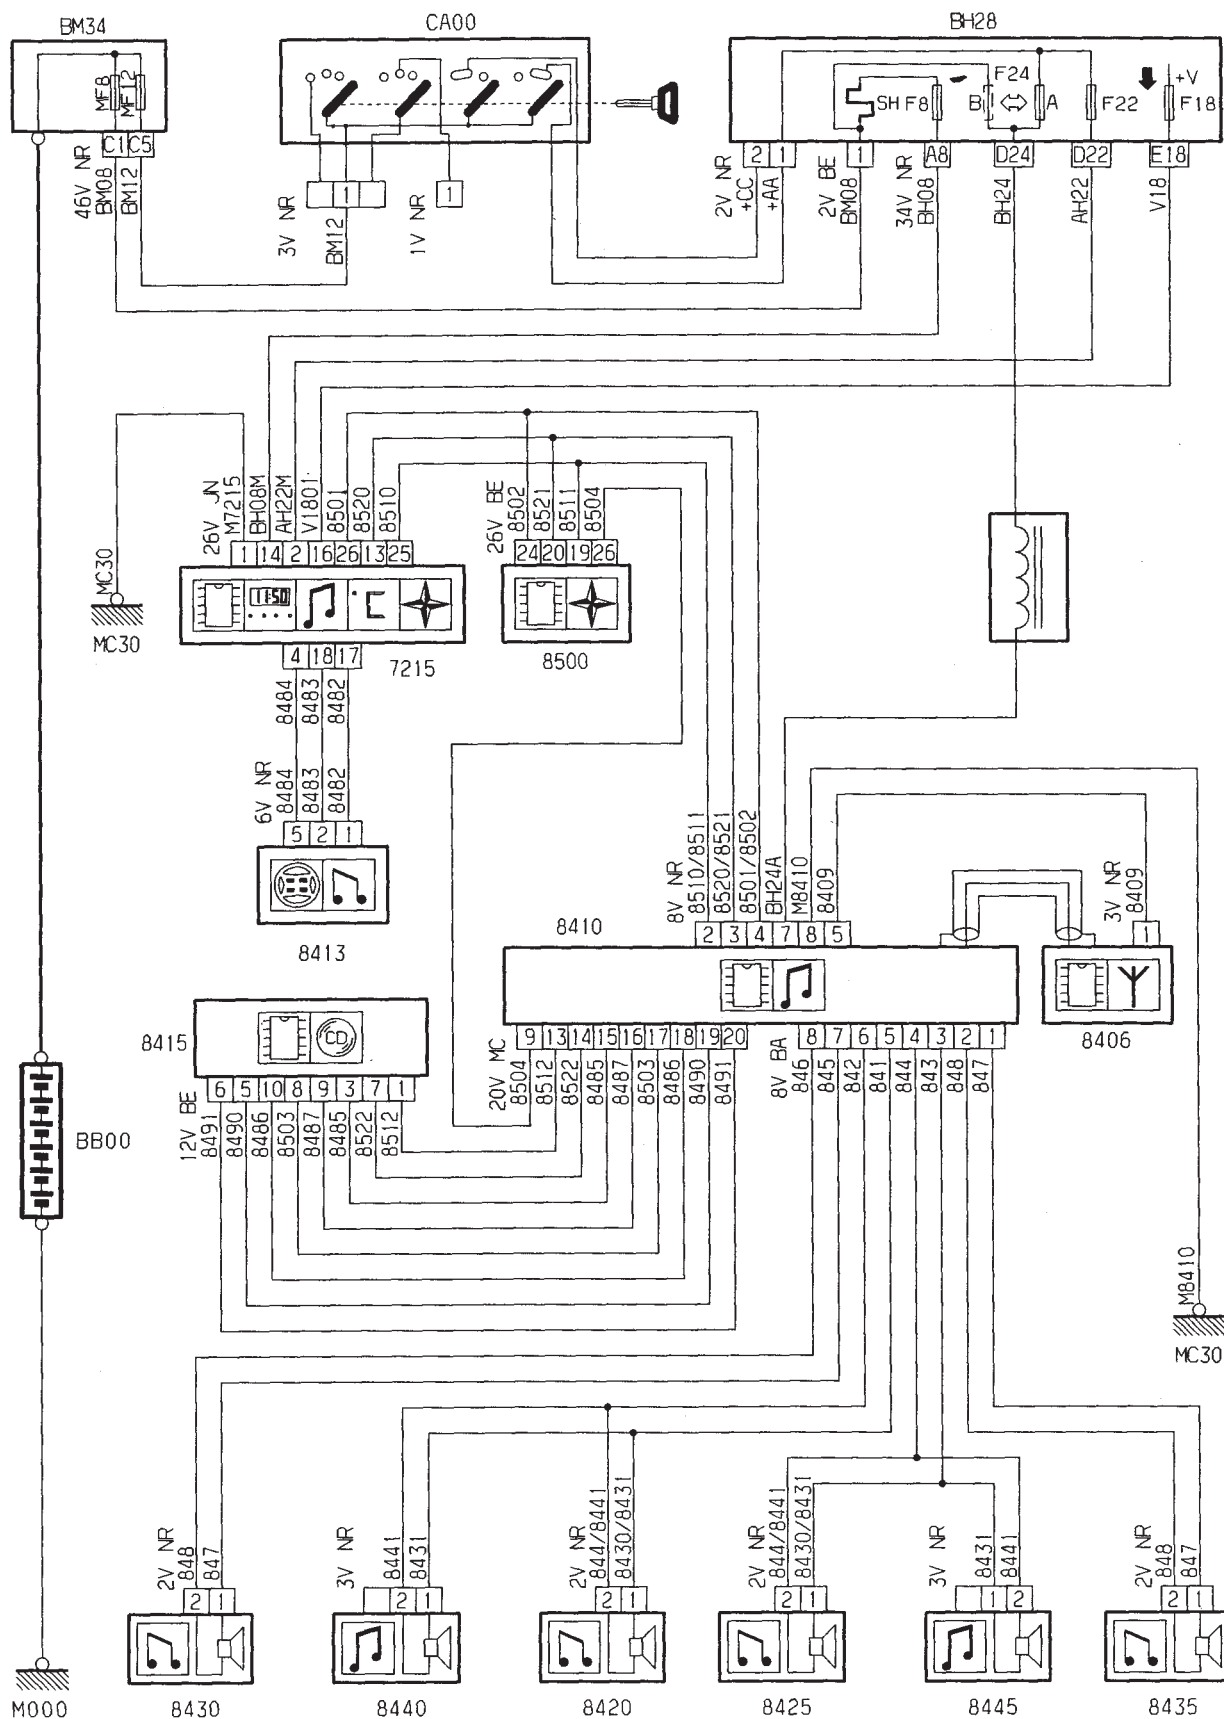 BM34
CA00
BH28
MF8
MF12
C1 C5
46V NR
BM08
BM12
1
3V NR
BM12
1
1V NR
SH F8
B
F24
A
F22
+V
F18
2 1
1
A8
D24
D22
E18
2V NR
+CC
+AA
2V BE
BM08
34V NR
BH08
BH24
AH22
V18
26V JN
M7215
BH08M
AH22M
V1801
8501
8520
8510
1 14 2 16 26 13 25
11:50
°C
7215
4 18 17
8484
8483
8482
26V BE
8502
8521
8511
8504
24 20 19 26
8500
MC30
MC30
6V NR
8484
8483
8482
5 2 1
8413
8V NR
8510/8511
8520/8521
8501/8502
BH24A
M8410
8409
8410
2 3 4 7 8 5
3V NR
8409
1
8406
9 13 14 15 16 17 18 19 20
20V MC
8504
8512
8522
8485
8487
8503
8486
8490
8491
8 7 6 5 4 3 2 1
8V BA
846
845
842
841
844
843
848
847
8415
CD
6 5 10 8 9 3 7 1
12V BE
8491
8490
8486
8503
8487
8485
8522
8512
BB00
M8410
MC30
2V NR
848
847
2 1
8430
3V NR
8441
8431
2 1
8440
2V NR
844/8441
8430/8431
2 1
8420
2V NR
844/8441
8430/8431
2 1
8425
3V NR
8431
8441
1 2
8445
2V NR
848
847
2 1
8435
M000